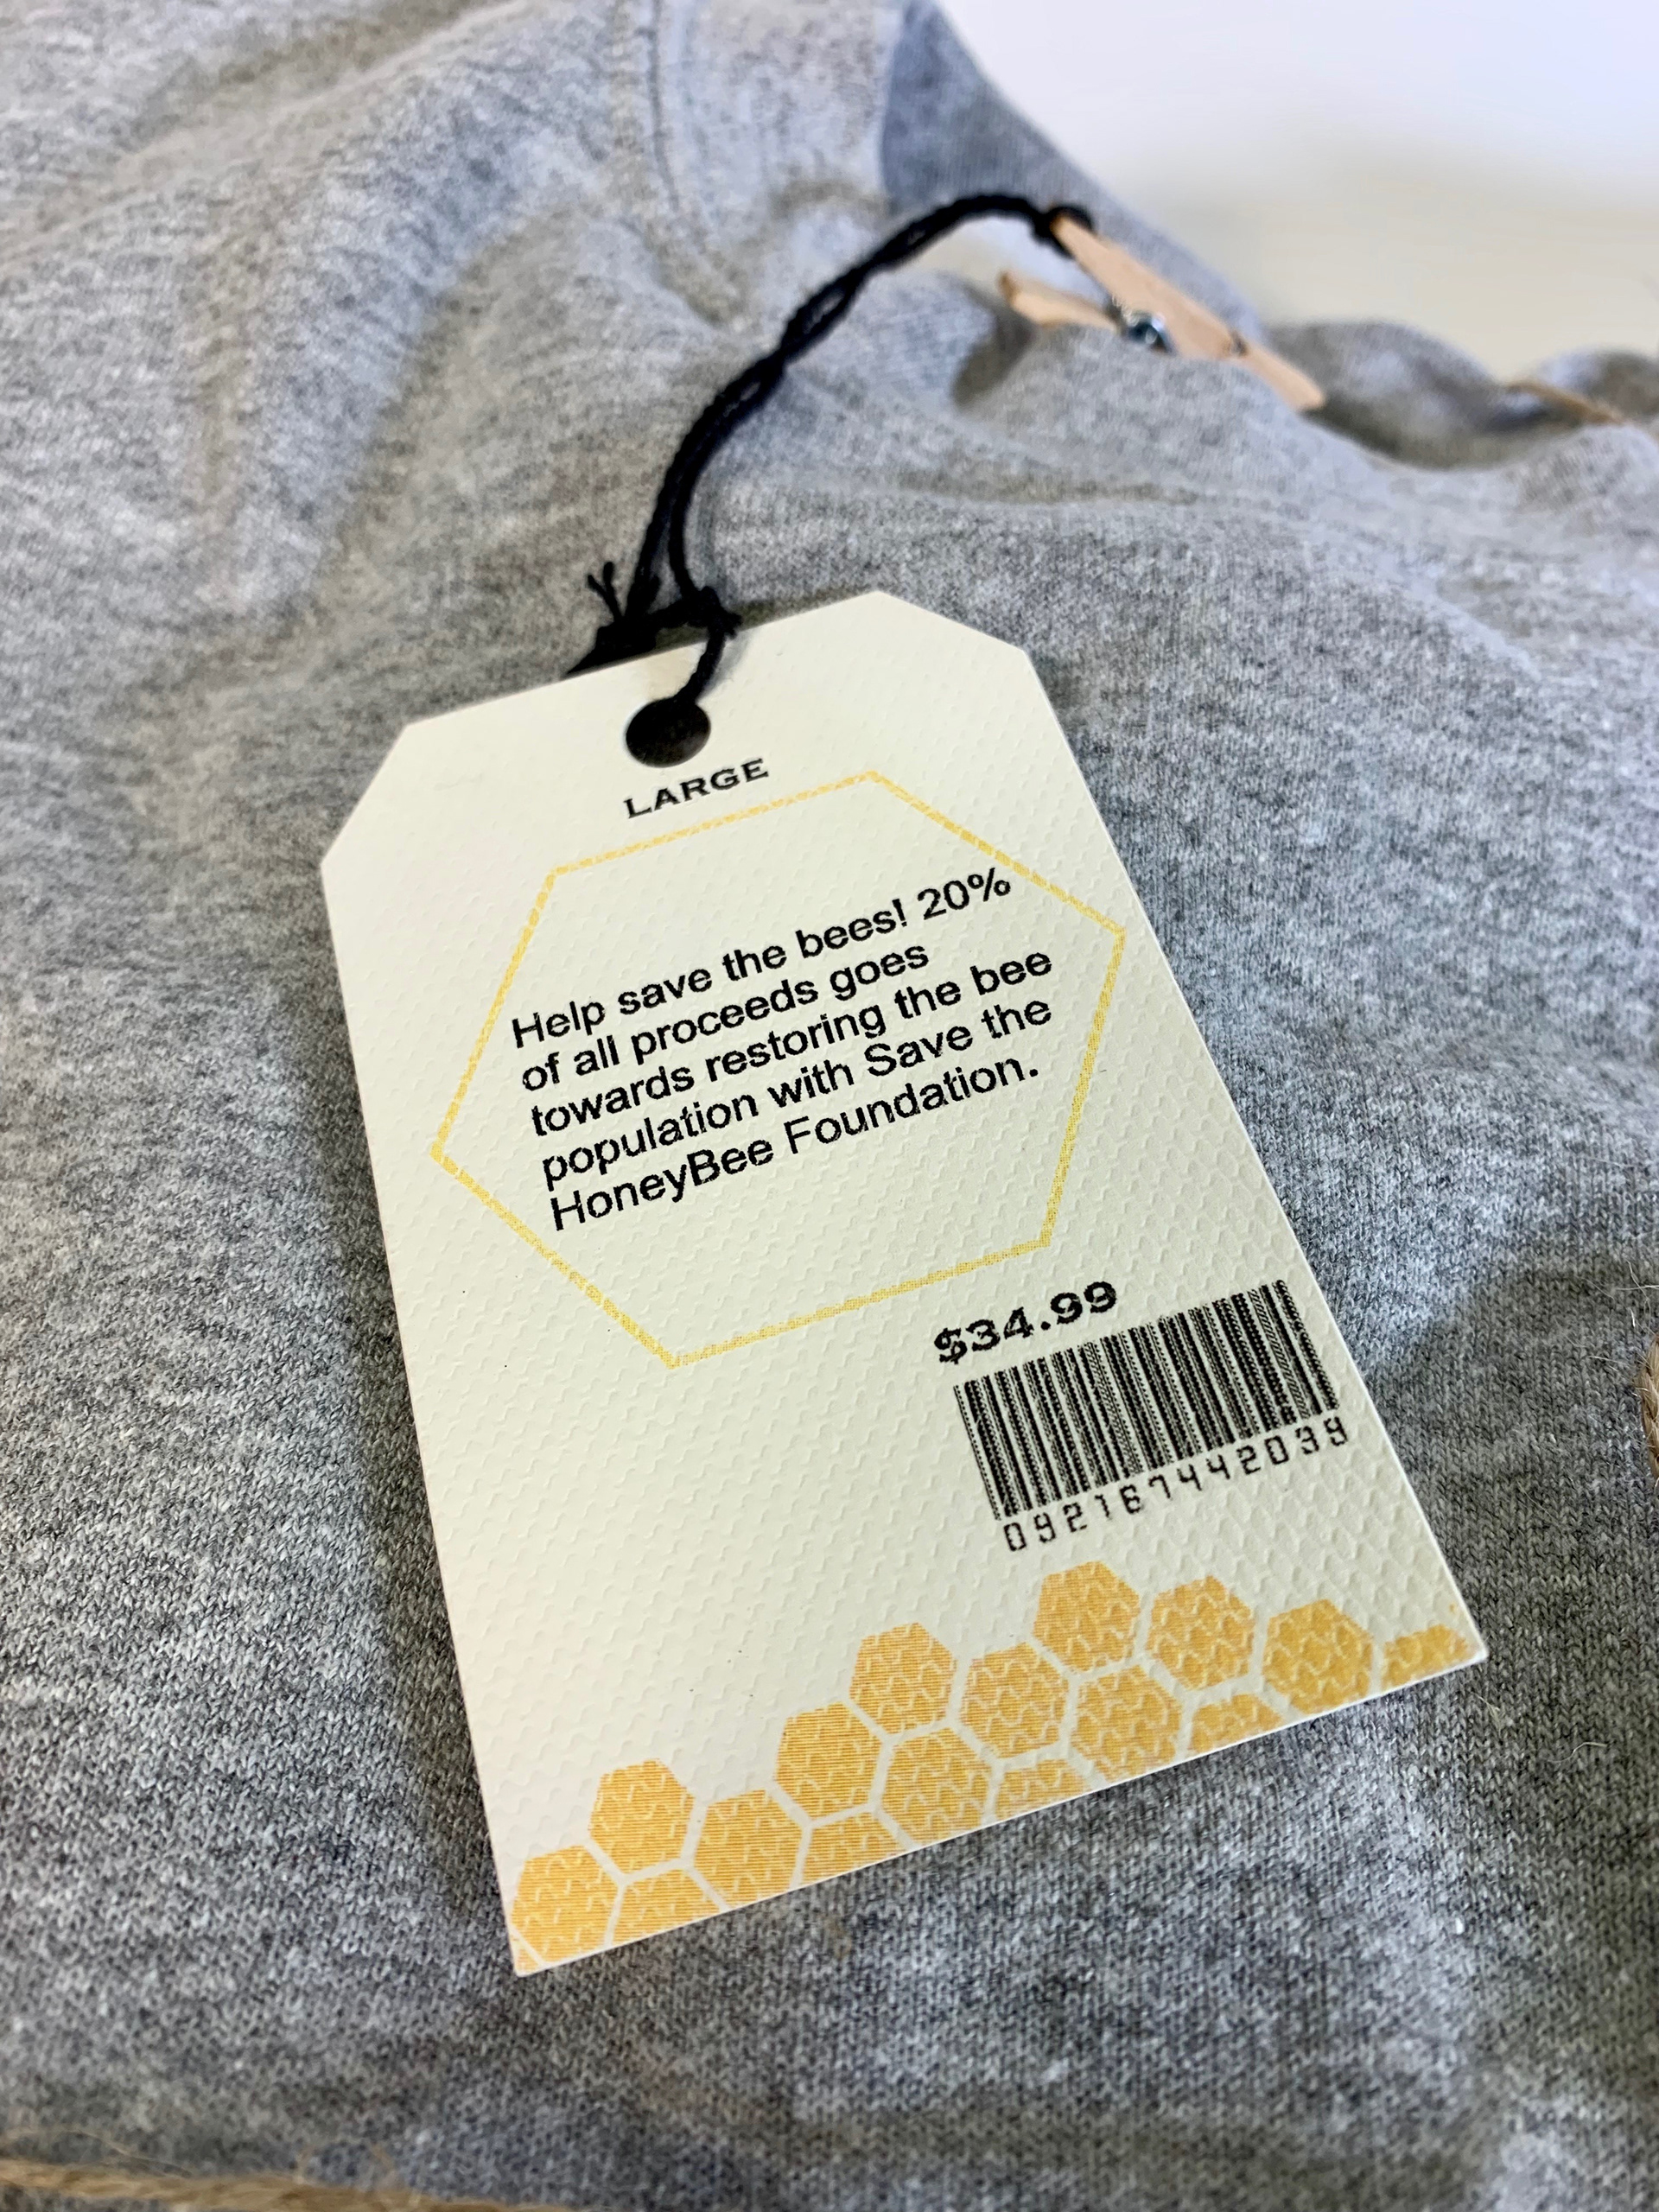 LARGE
Help save the bees! 20%
of all proceeds goes
towards restoring the bee
population with Save the
HoneyBee Foundation.
$34.99
092167442039